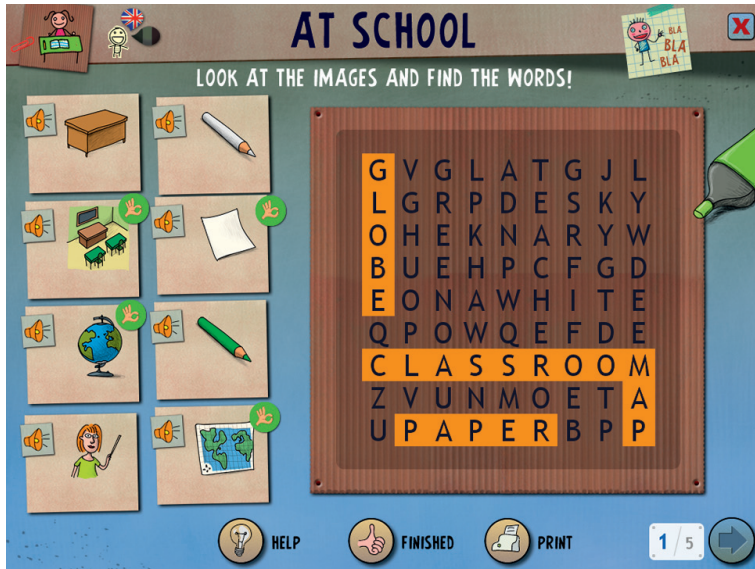 AT SCHOOL
BLA
BLA
BLA
X
LOOK AT THE IMAGES AND FIND THE WORDS!
G V G L A T G J L
L G R P D E S K Y
O H E K N A R Y W
B U E H P C F G D
E O N A W H I T E
Q P O W Q E F D E
C L A S S R O O M
Z V U N M O E T A
U P A P E R B P P
HELP
FINISHED
PRINT
1/5